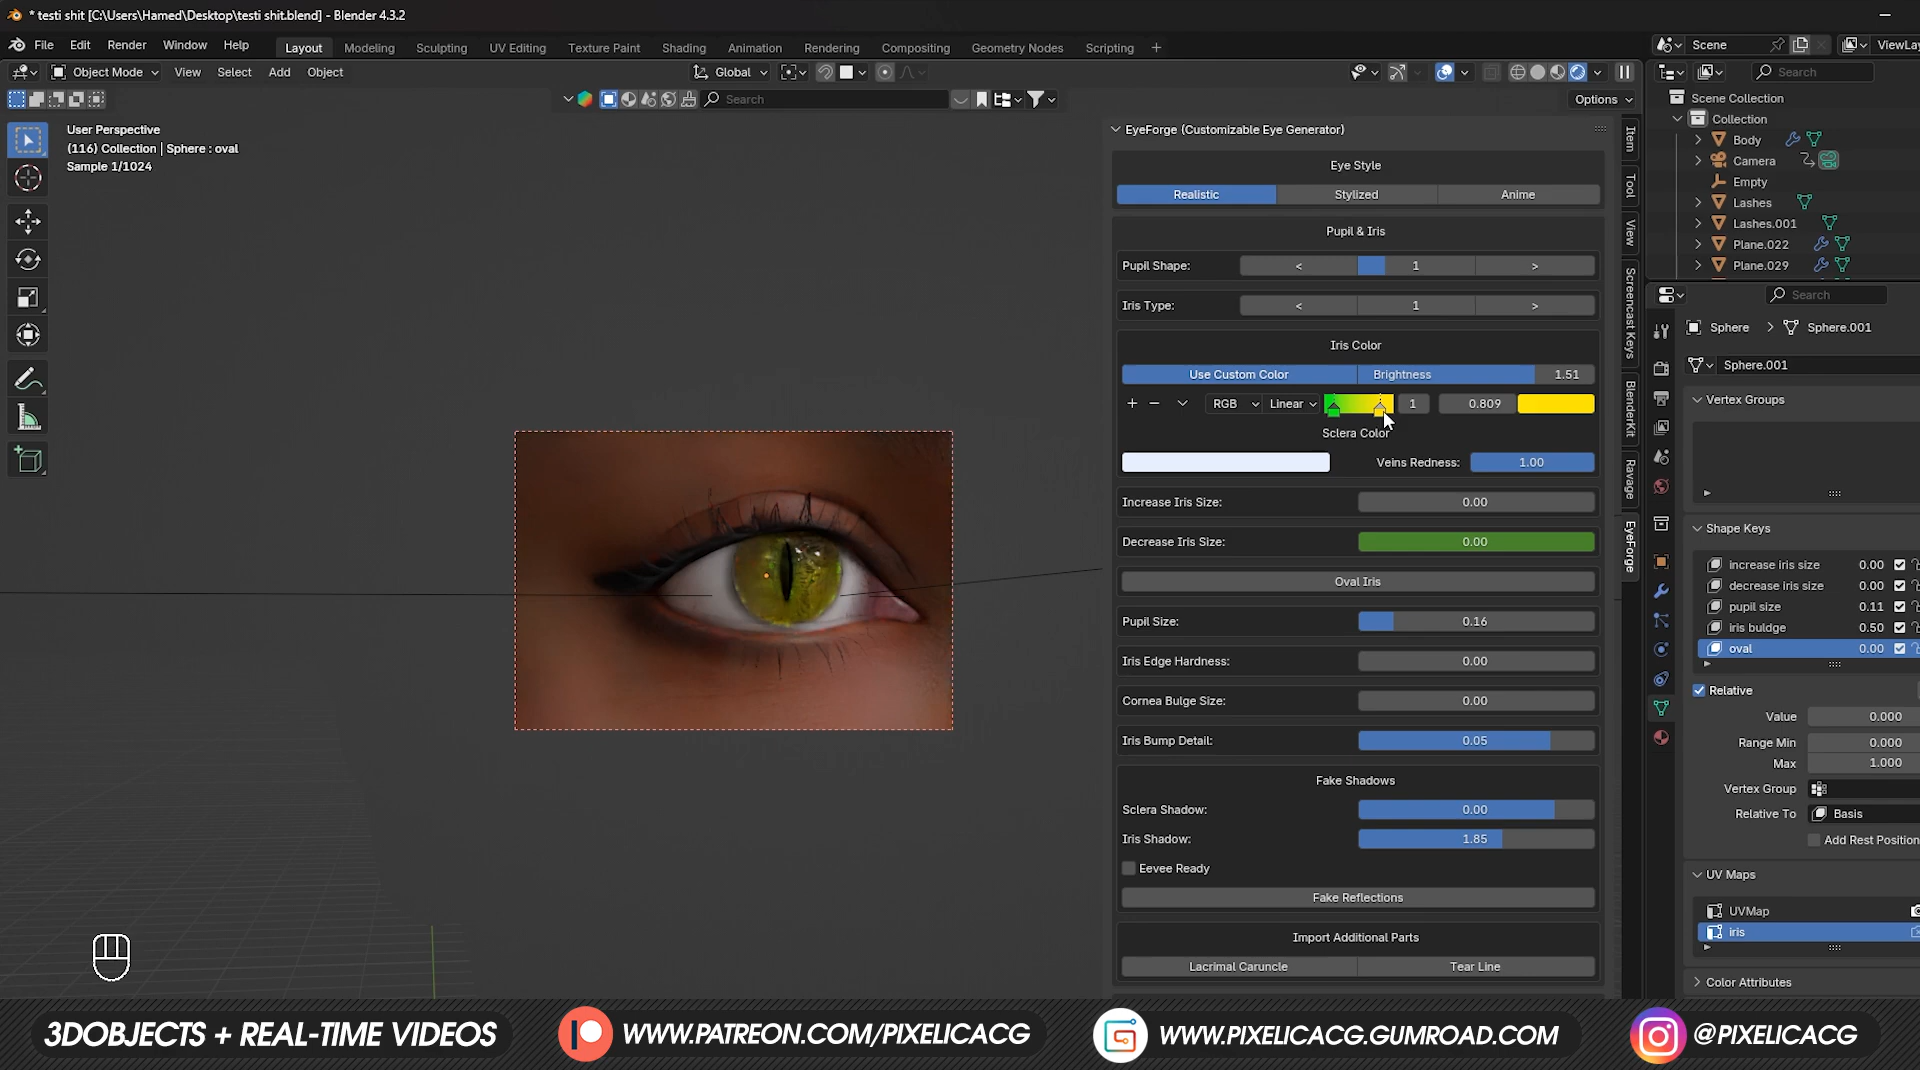 * testi shit [C:\Users\Hamed\Desktop\testi shit.blend] - Blender 4.3.2
File Edit Render Window Help Layout Modeling Sculpting UV Editing Texture Paint Shading Animation Rendering Compositing Geometry Nodes Scripting + Scene ViewLay
Object Mode View Select Add Object Global Search
Search Options
User Perspective
(116) Collection | Sphere : oval
Sample 1/1024
EyeForge (Customizable Eye Generator)
Eye Style
Realistic Stylized Anime
Pupil & Iris
Pupil Shape: < 1 >
Iris Type: < 1 >
Iris Color
Use Custom Color Brightness 1.51
+ − RGB Linear 1 0.809
Sclera Color
Veins Redness: 1.00
Increase Iris Size: 0.00
Decrease Iris Size: 0.00
Oval Iris
Pupil Size: 0.16
Iris Edge Hardness: 0.00
Cornea Bulge Size: 0.00
Iris Bump Detail: 0.05
Fake Shadows
Sclera Shadow: 0.00
Iris Shadow: 1.85
Eevee Ready
Fake Reflections
Import Additional Parts
Lacrimal Caruncle Tear Line
Item
Tool
View
Screencast Keys
BlenderKit
Ravage
EyeForge
Scene Collection
Collection
Body
Camera
Empty
Lashes
Lashes.001
Plane.022
Plane.029
Search
Sphere > Sphere.001
Sphere.001
Vertex Groups
Shape Keys
increase iris size 0.00
decrease iris size 0.00
pupil size 0.11
iris buldge 0.50
oval 0.00
Relative
Value 0.000
Range Min 0.000
Max 1.000
Vertex Group
Relative To Basis
Add Rest Position
UV Maps
UVMap
iris
Color Attributes
3DOBJECTS + REAL-TIME VIDEOS WWW.PATREON.COM/PIXELICACG WWW.PIXELICACG.GUMROAD.COM @PIXELICACG